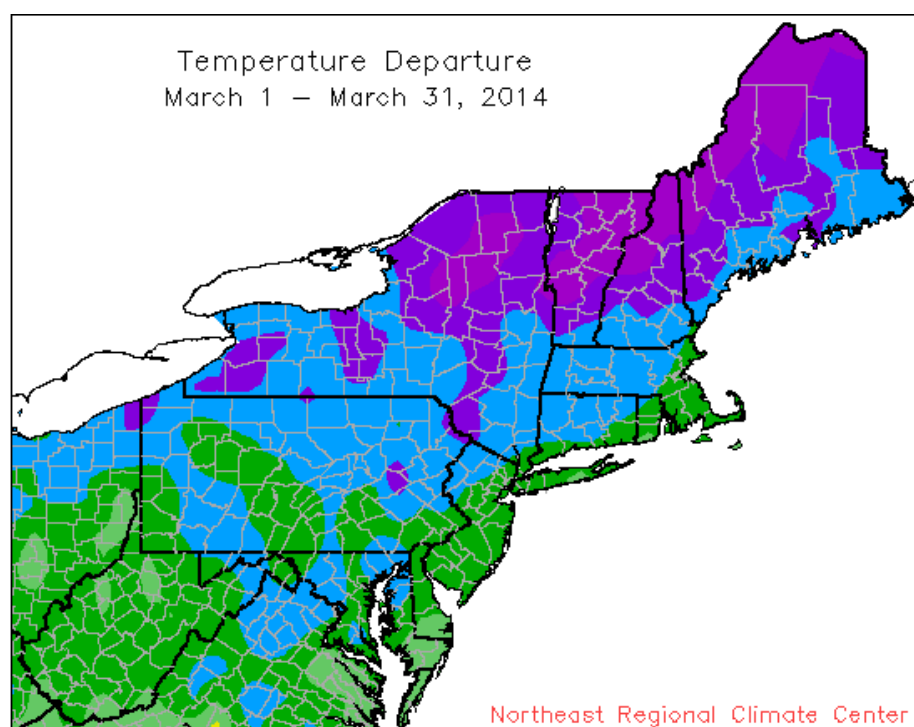 Temperature Departure
March 1 – March 31, 2014
Northeast Regional Climate Center